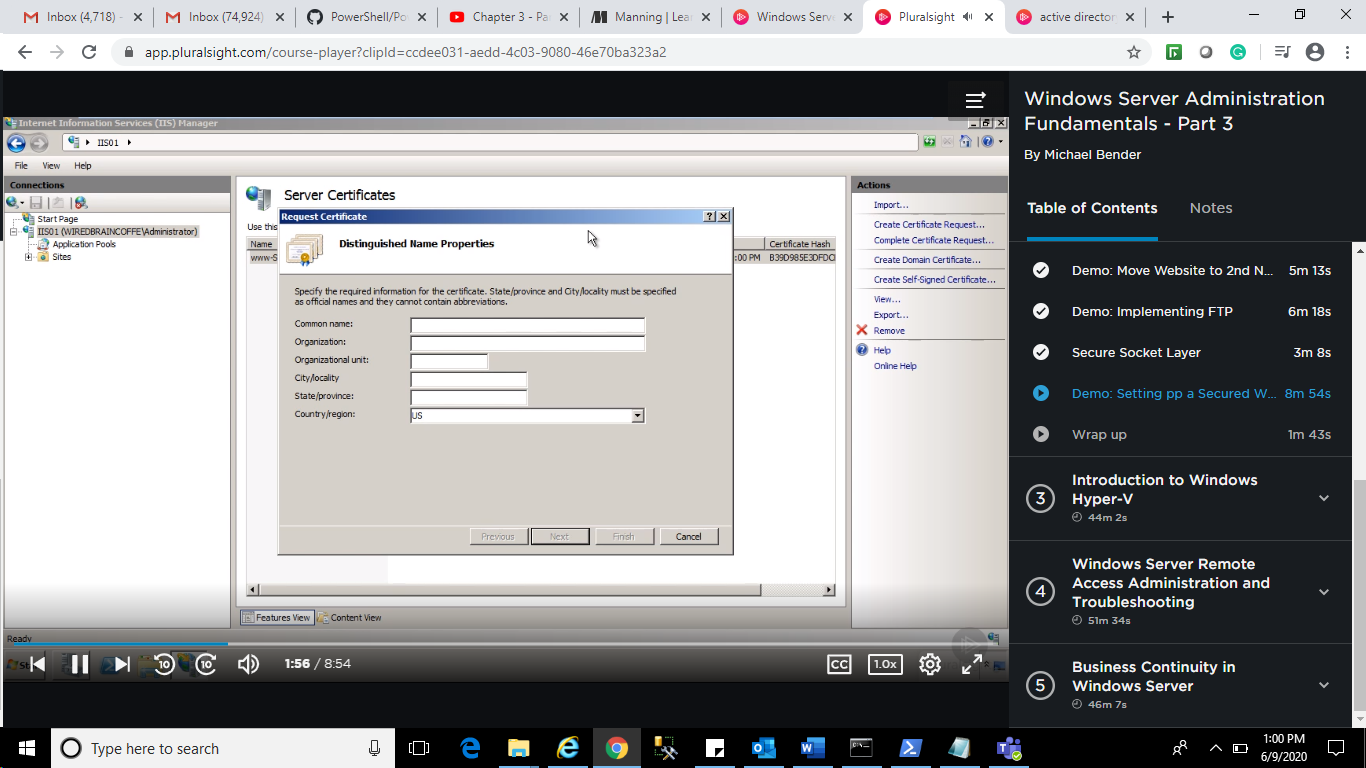 Inbox (4,718) -
Inbox (74,924)
PowerShell/Po
Chapter 3 - Pa
Manning | Lea
Windows Serv
Pluralsight
active director
app.pluralsight.com/course-player?clipId=ccdee031-aedd-4c03-9080-46e70ba323a2
Internet Information Services (IIS) Manager
IIS01
File View Help
Connections
Start Page
IIS01 (WIREDBRAINCOFFE\Administrator)
Application Pools
Sites
Server Certificates
Use this
Name
Certificate Hash
www-S
:00 PM
B39D985E3DFDC
Request Certificate
Distinguished Name Properties
Specify the required information for the certificate. State/province and City/locality must be specified
as official names and they cannot contain abbreviations.
Common name:
Organization:
Organizational unit:
City/locality
State/province:
Country/region:
US
Previous
Next
Finish
Cancel
Features View
Content View
Ready
Actions
Import...
Create Certificate Request...
Complete Certificate Request...
Create Domain Certificate...
Create Self-Signed Certificate...
View...
Export...
Remove
Help
Online Help
10
10
1:56 / 8:54
CC
1.0x
Windows Server Administration
Fundamentals - Part 3
By Michael Bender
Table of Contents
Notes
Demo: Move Website to 2nd N... 5m 13s
Demo: Implementing FTP 6m 18s
Secure Socket Layer 3m 8s
Demo: Setting pp a Secured W... 8m 54s
Wrap up 1m 43s
3
Introduction to Windows
Hyper-V
44m 2s
4
Windows Server Remote
Access Administration and
Troubleshooting
51m 34s
5
Business Continuity in
Windows Server
46m 7s
Type here to search
1:00 PM
6/9/2020